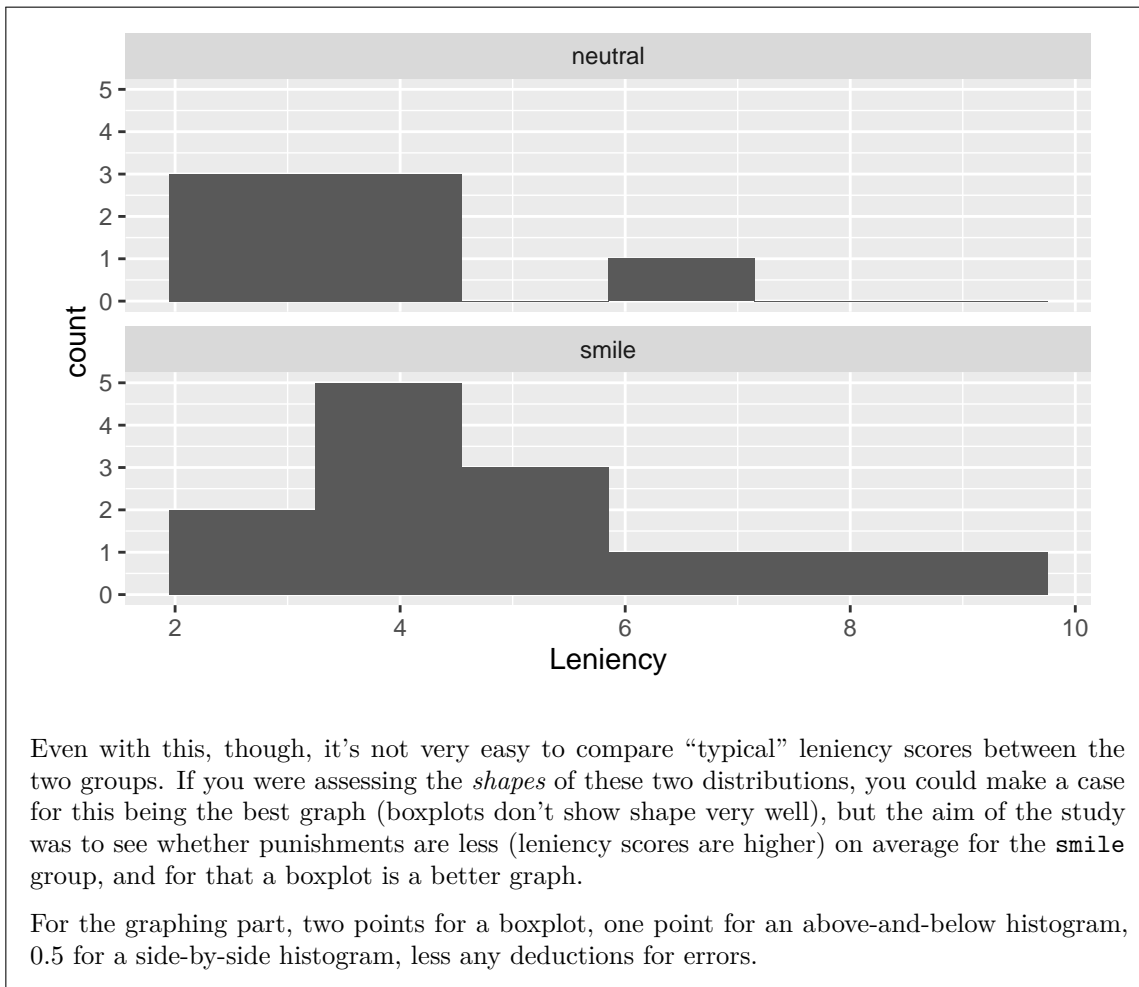 neutral
5
4
3
2
1
0
count
smile
5
4
3
2
1
0
2 4 6 8 10
Leniency
Even with this, though, it's not very easy to compare “typical” leniency scores between the
two groups. If you were assessing the shapes of these two distributions, you could make a case
for this being the best graph (boxplots don't show shape very well), but the aim of the study
was to see whether punishments are less (leniency scores are higher) on average for the smile
group, and for that a boxplot is a better graph.
For the graphing part, two points for a boxplot, one point for an above-and-below histogram,
0.5 for a side-by-side histogram, less any deductions for errors.